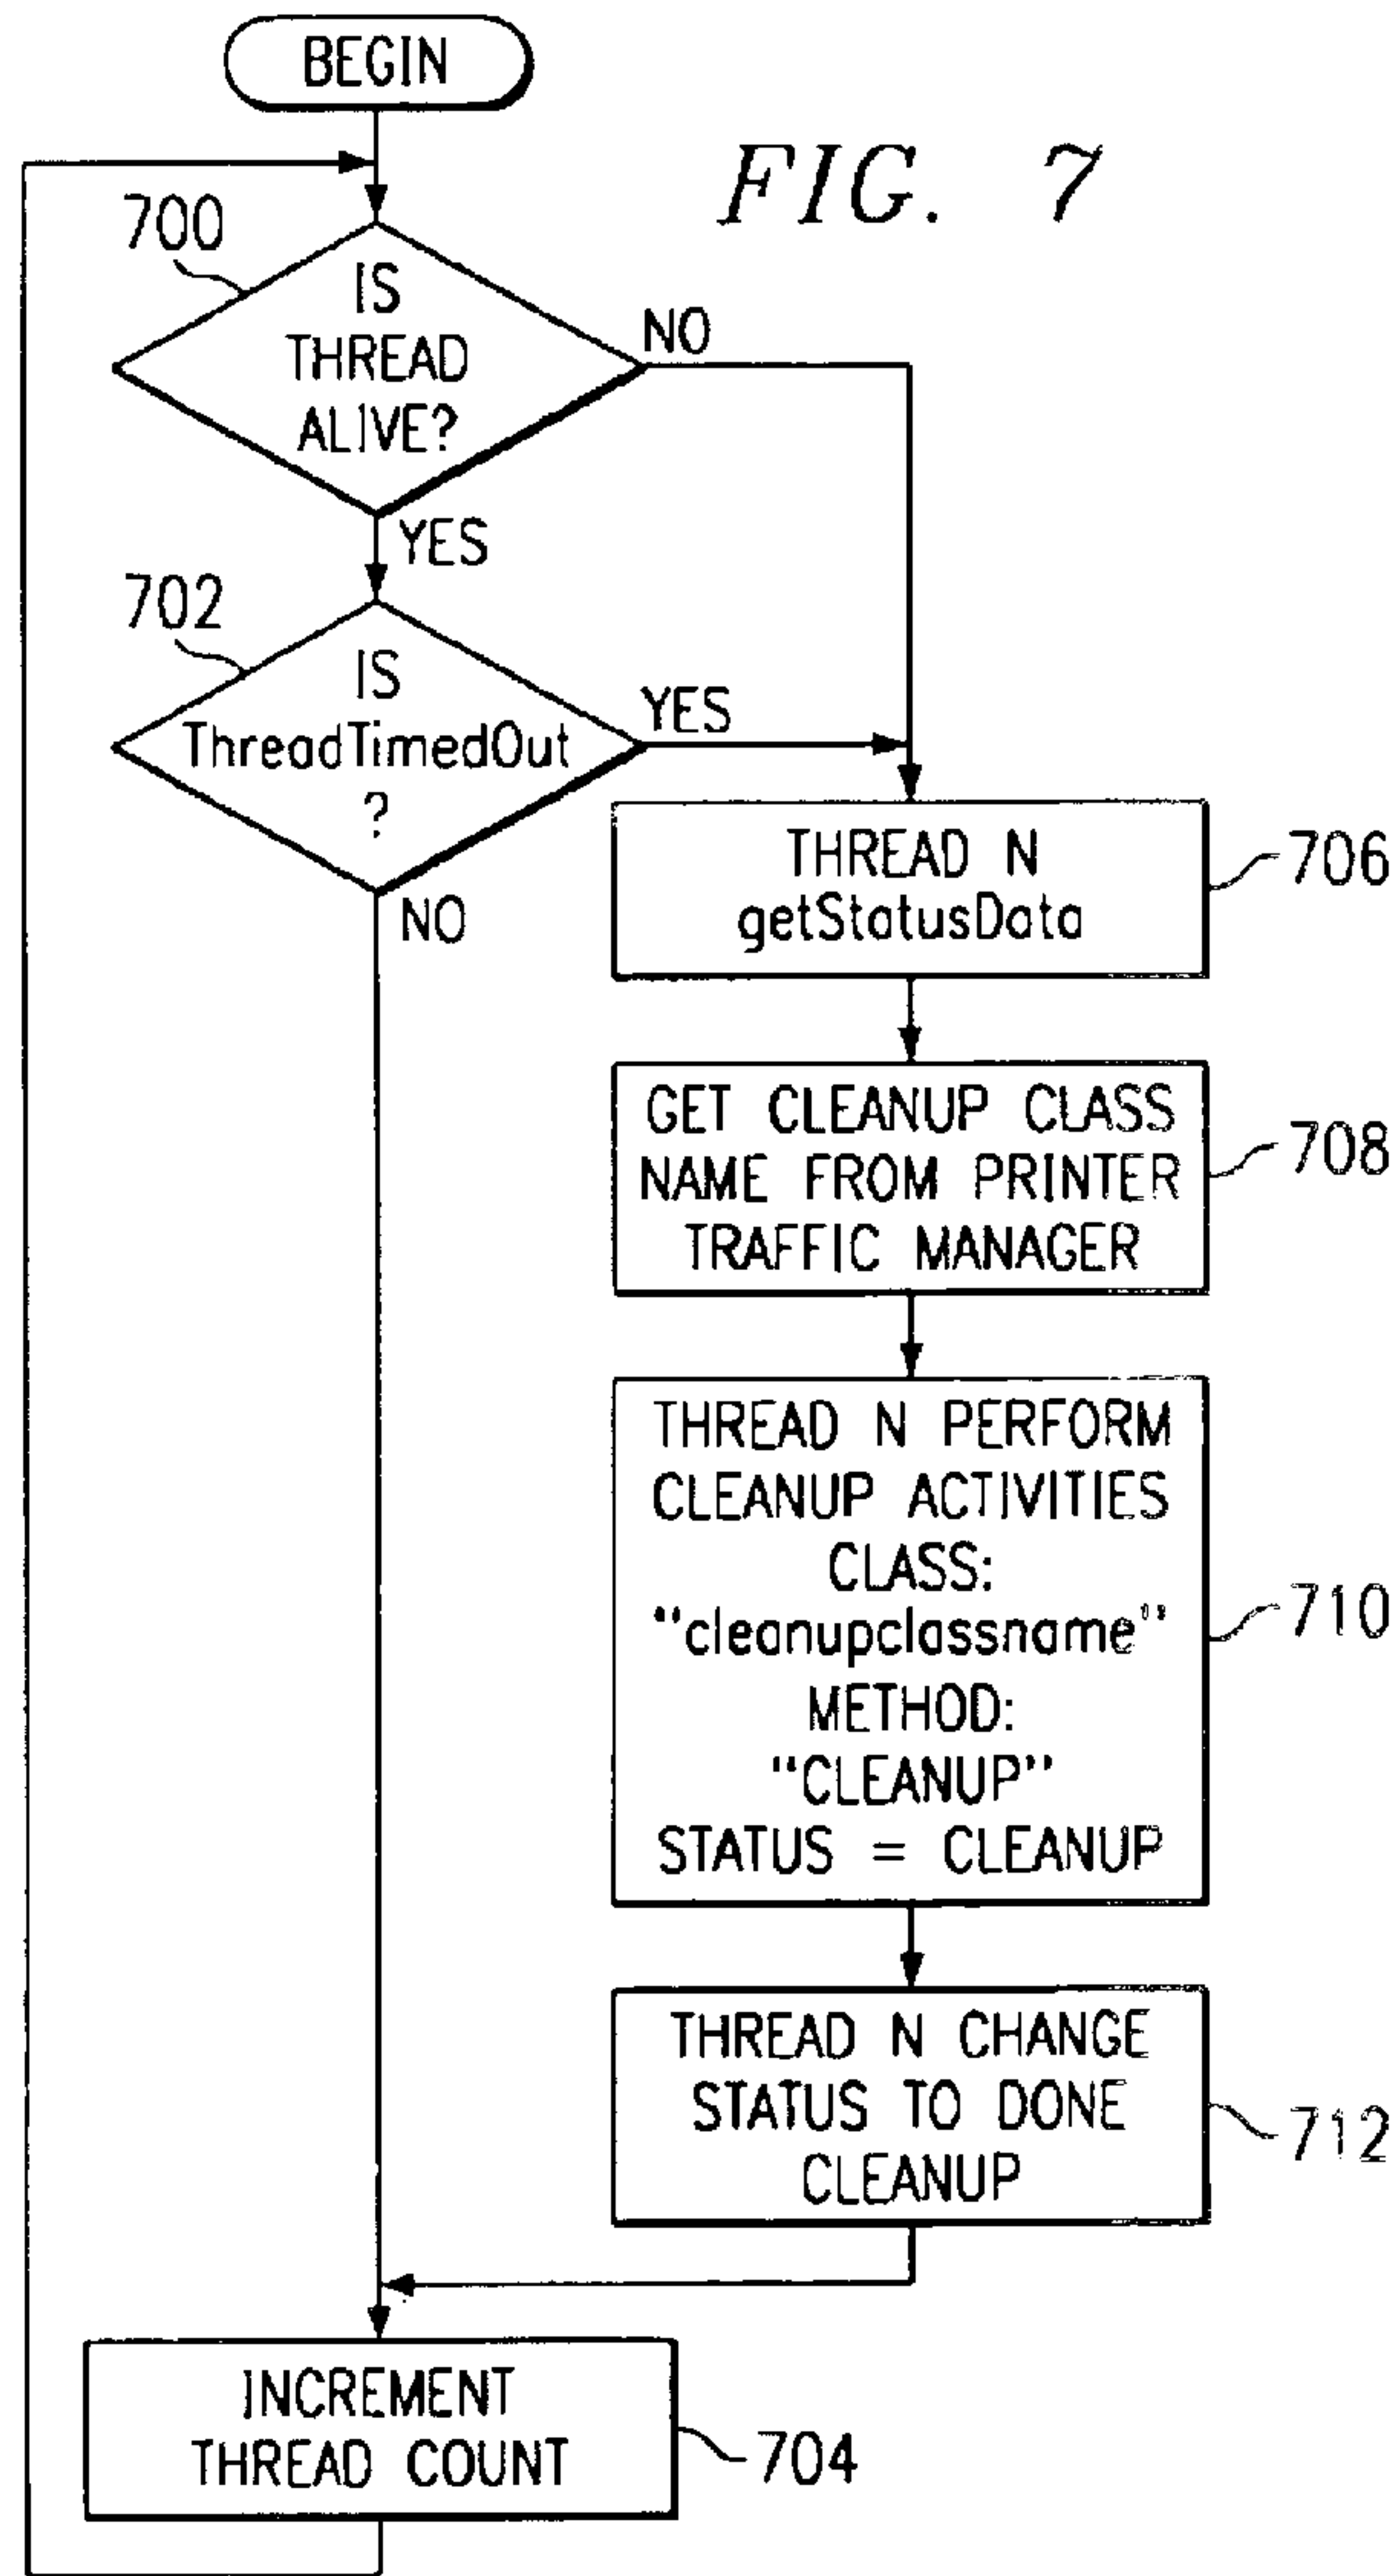 BEGIN
FIG. 7
700
IS
THREAD
ALIVE?
NO
YES
702
IS
ThreadTimedOut
?
YES
NO
THREAD N
getStatusData
706
GET CLEANUP CLASS
NAME FROM PRINTER
TRAFFIC MANAGER
708
THREAD N PERFORM
CLEANUP ACTIVITIES
CLASS:
"cleanupclassname"
METHOD:
"CLEANUP"
STATUS = CLEANUP
710
THREAD N CHANGE
STATUS TO DONE
CLEANUP
712
INCREMENT
THREAD COUNT
704